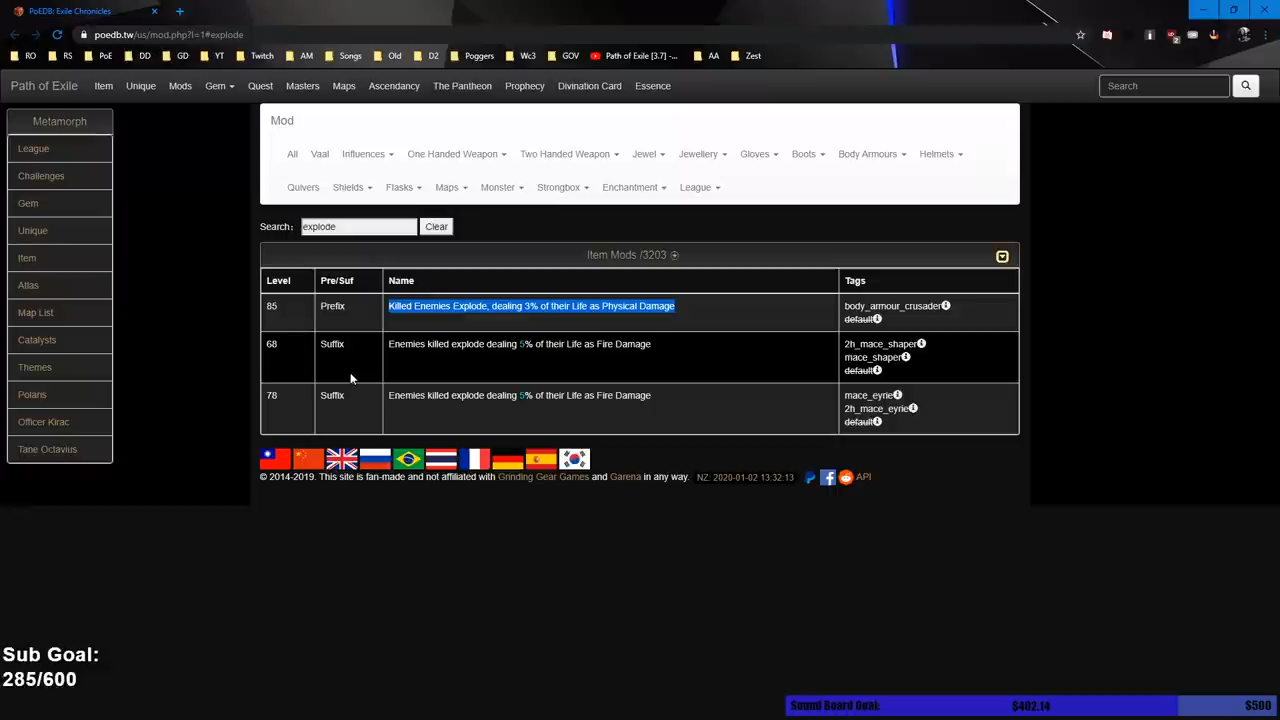 PoEDB: Exile Chronicles
poedb.tw/us/mod.php?l=1#explode
RO RS PoE DD GD YT Twitch AM Songs Old D2 Poggers Wc3 GOV Path of Exile [3.7] -... AA Zest
Path of Exile Item Unique Mods Gem Quest Masters Maps Ascendancy The Pantheon Prophecy Divination Card Essence Search
Metamorph
League
Challenges
Gem
Unique
Item
Atlas
Map List
Catalysts
Themes
Polaris
Officer Kirac
Tane Octavius
Mod
All Vaal Influences One Handed Weapon Two Handed Weapon Jewel Jewellery Gloves Boots Body Armours Helmets
Quivers Shields Flasks Maps Monster Strongbox Enchantment League
Search: explode Clear
Item Mods /3203
Level Pre/Suf Name Tags
85 Prefix Killed Enemies Explode, dealing 3% of their Life as Physical Damage body_armour_crusader
default
68 Suffix Enemies killed explode dealing 5% of their Life as Fire Damage 2h_mace_shaper
mace_shaper
default
78 Suffix Enemies killed explode dealing 5% of their Life as Fire Damage mace_eyrie
2h_mace_eyrie
default
© 2014-2019. This site is fan-made and not affiliated with Grinding Gear Games and Garena in any way. NZ: 2020-01-02 13:32:13 API
Sub Goal:
285/600
Sound Board Goal: $402.14 $500